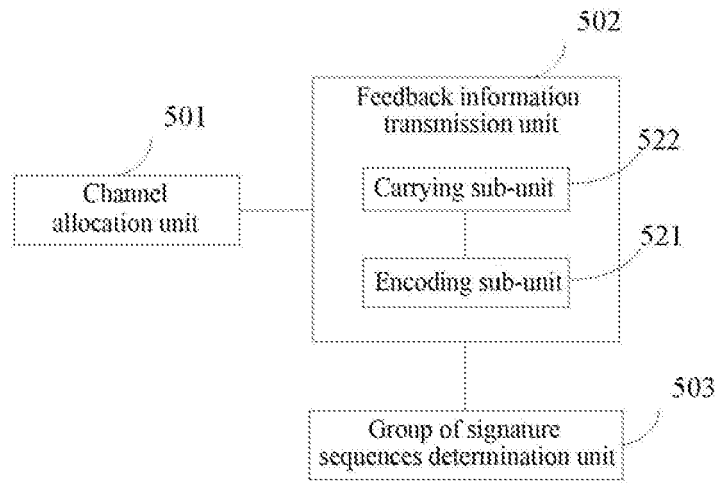 502
Feedback information
transmission unit
501
522
Channel
allocation unit
Carrying sub-unit
521
Encoding sub-unit
503
Group of signature
sequences determination unit